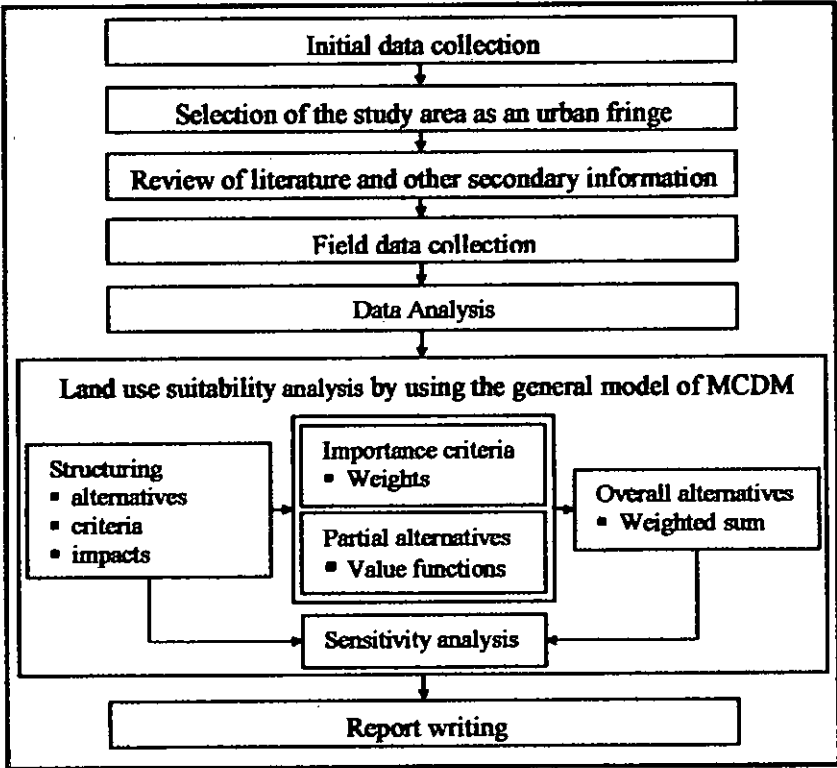 Initial data collection
Selection of the study area as an urban fringe
Review of literature and other secondary information
Field data collection
Data Analysis
Land use suitability analysis by using the general model of MCDM
Structuring
▪ alternatives
▪ criteria
▪ impacts
Importance criteria
▪ Weights
Partial alternatives
▪ Value functions
Overall alternatives
▪ Weighted sum
Sensitivity analysis
Report writing